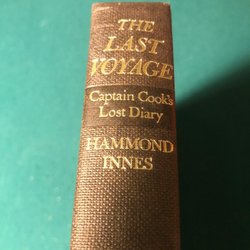 THE
LAST
VOYAGE
Captain Cook's
Lost Diary
HAMMOND
INNES